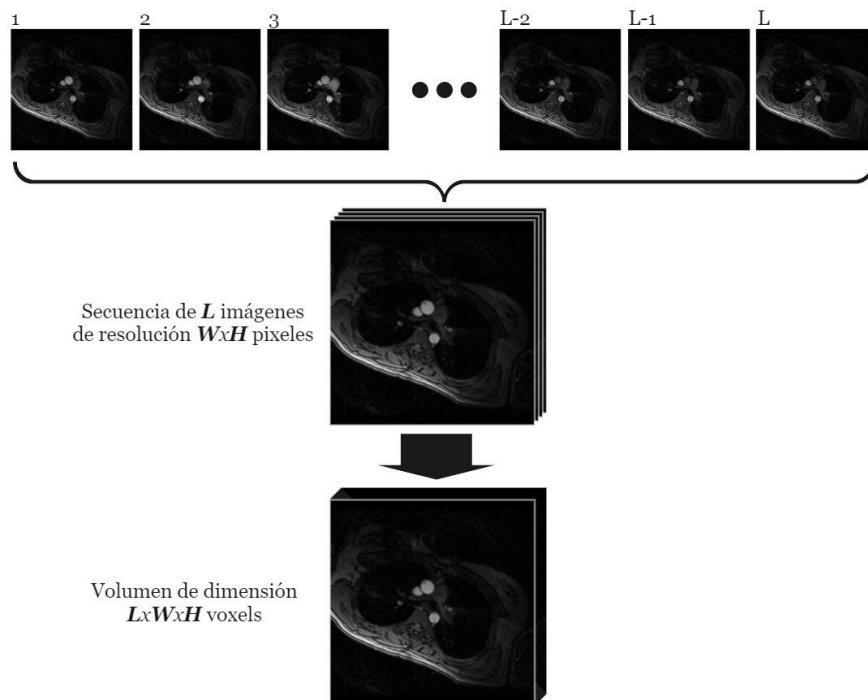 1 2 3 L-2 L-1 L
Secuencia de L imágenes
de resolución WxH pixeles
Volumen de dimensión
LxWxH voxels